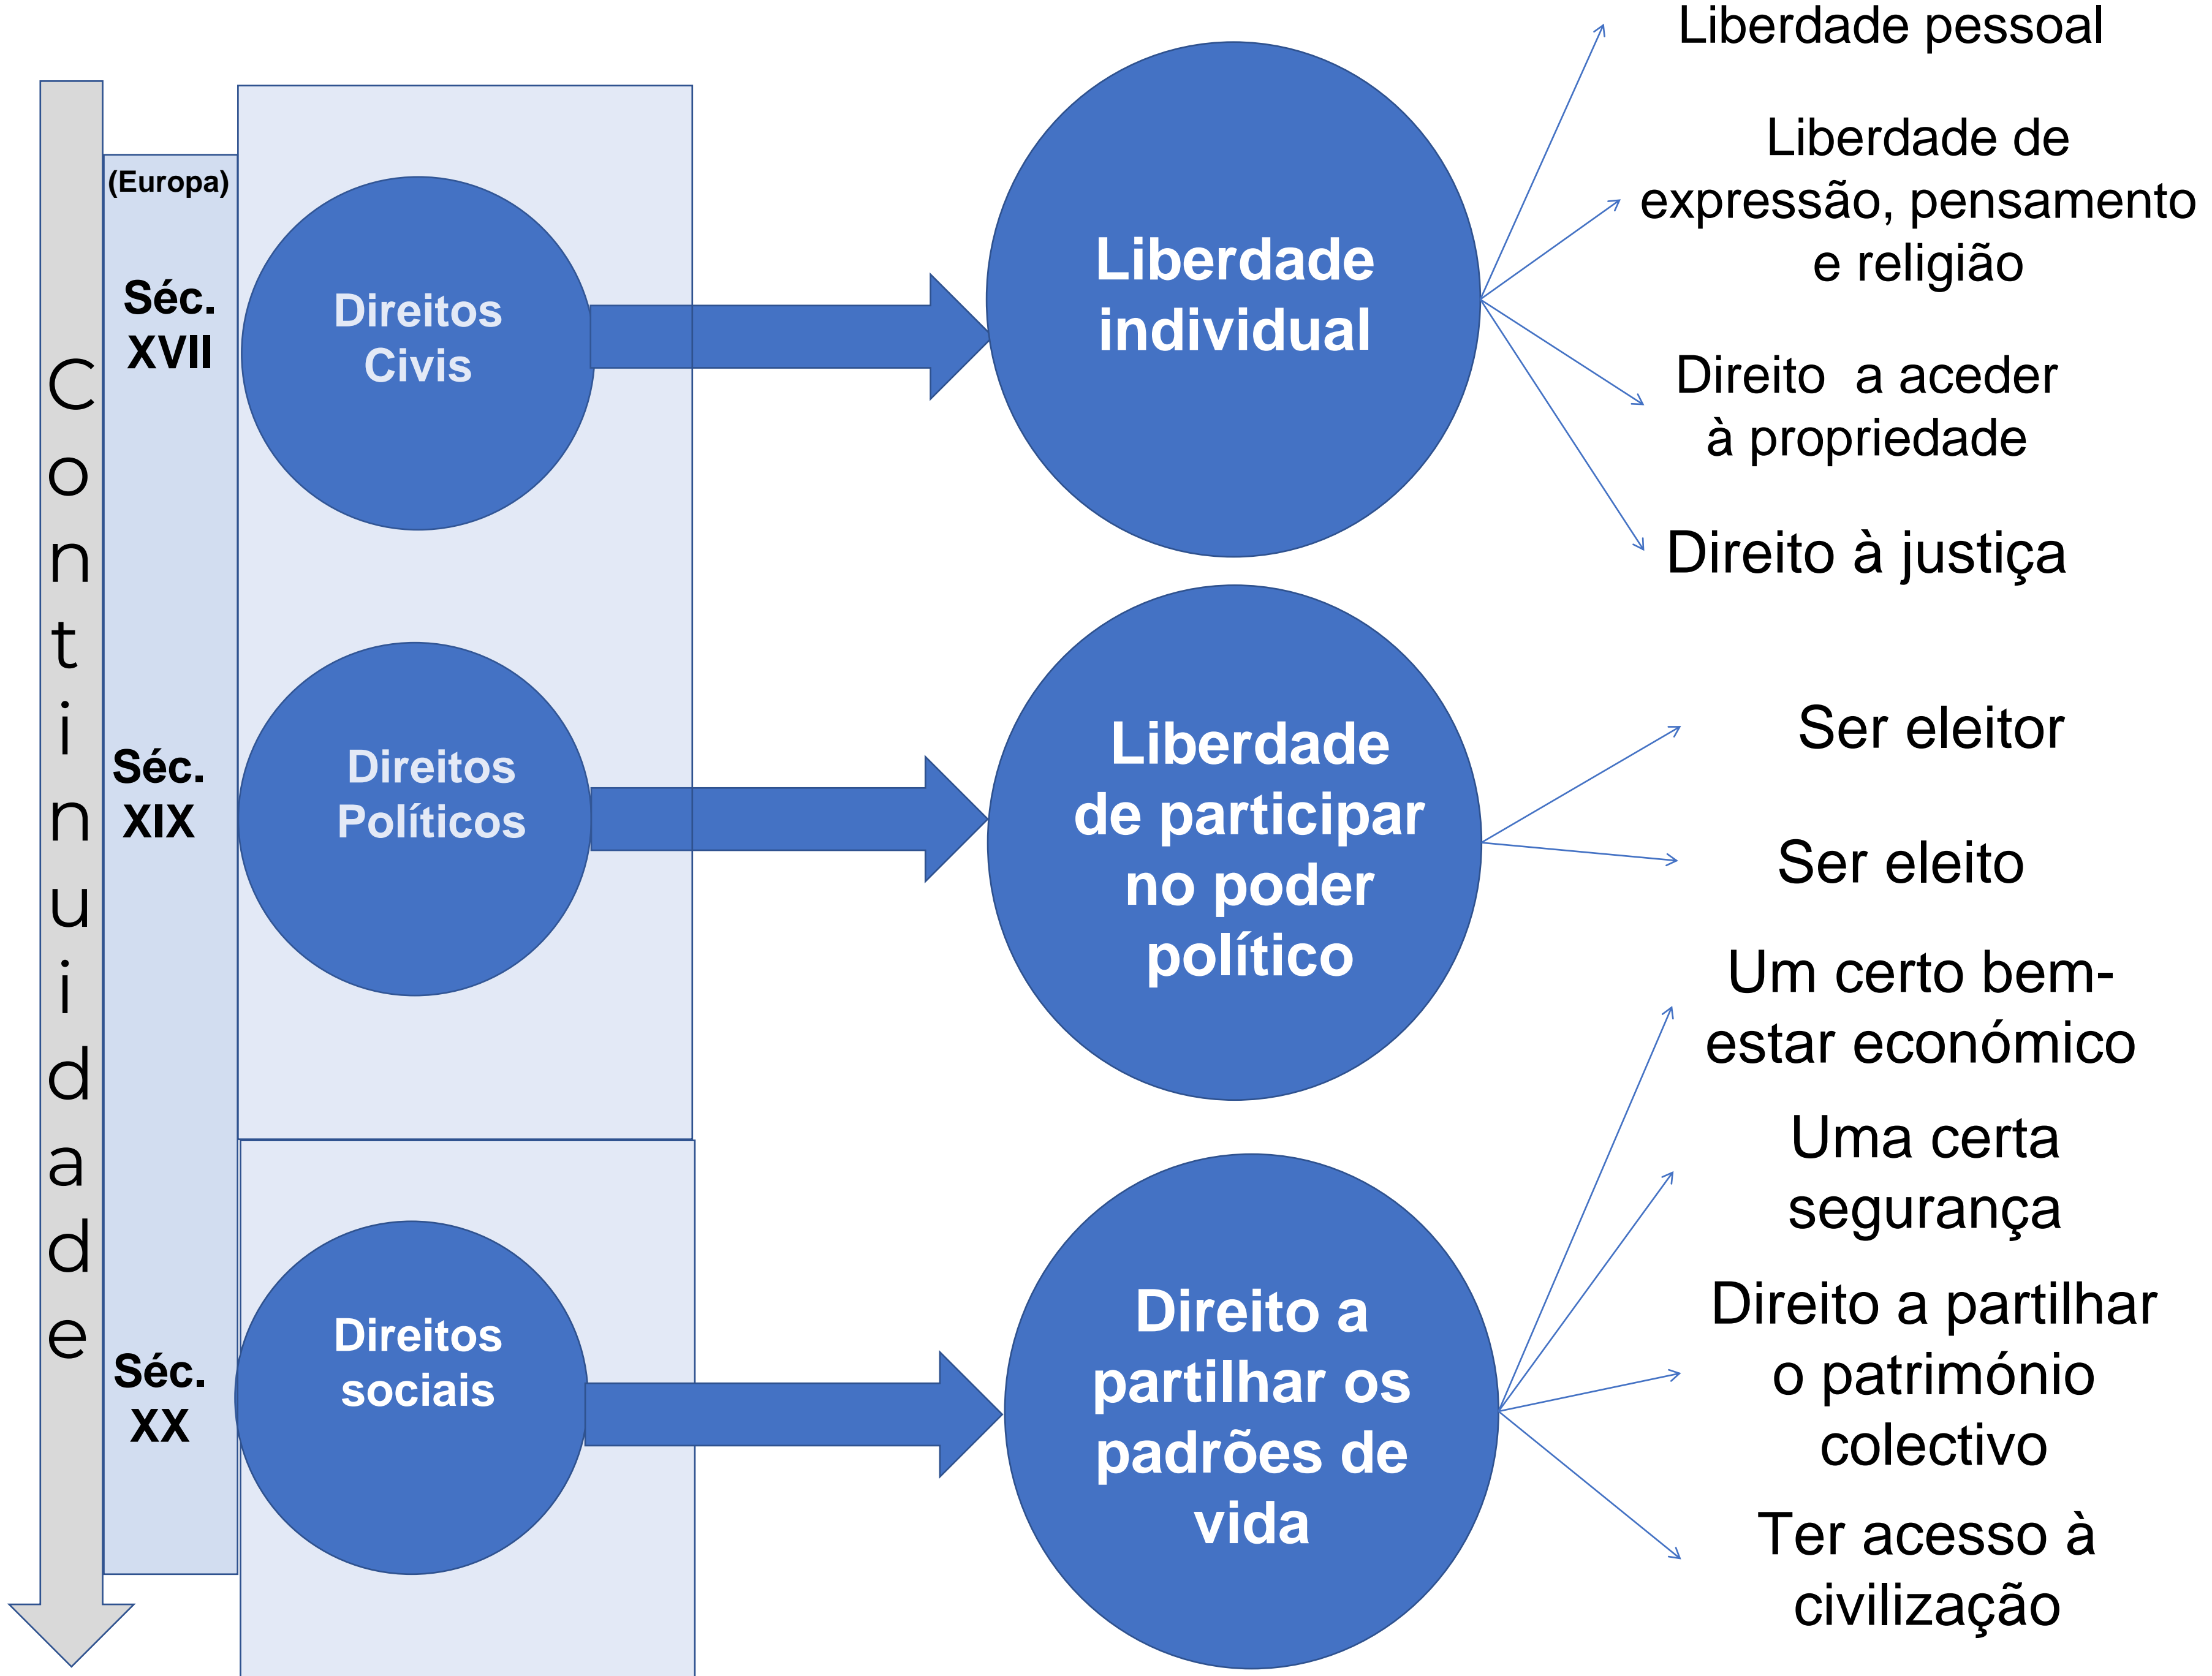 Continuidade
(Europa)
Séc.
XVII
Direitos
Civis
Liberdade
individual
Liberdade pessoal
Liberdade de
expressão, pensamento
e religião
Direito  a aceder
à propriedade
Direito à justiça
Séc.
XIX
Direitos
Políticos
Liberdade
de participar
no poder
político
Ser eleitor
Ser eleito
Séc.
XX
Direitos
sociais
Direito a
partilhar os
padrões de
vida
Um certo bem-
estar económico
Uma certa
segurança
Direito a partilhar
o património
colectivo
Ter acesso à
civilização